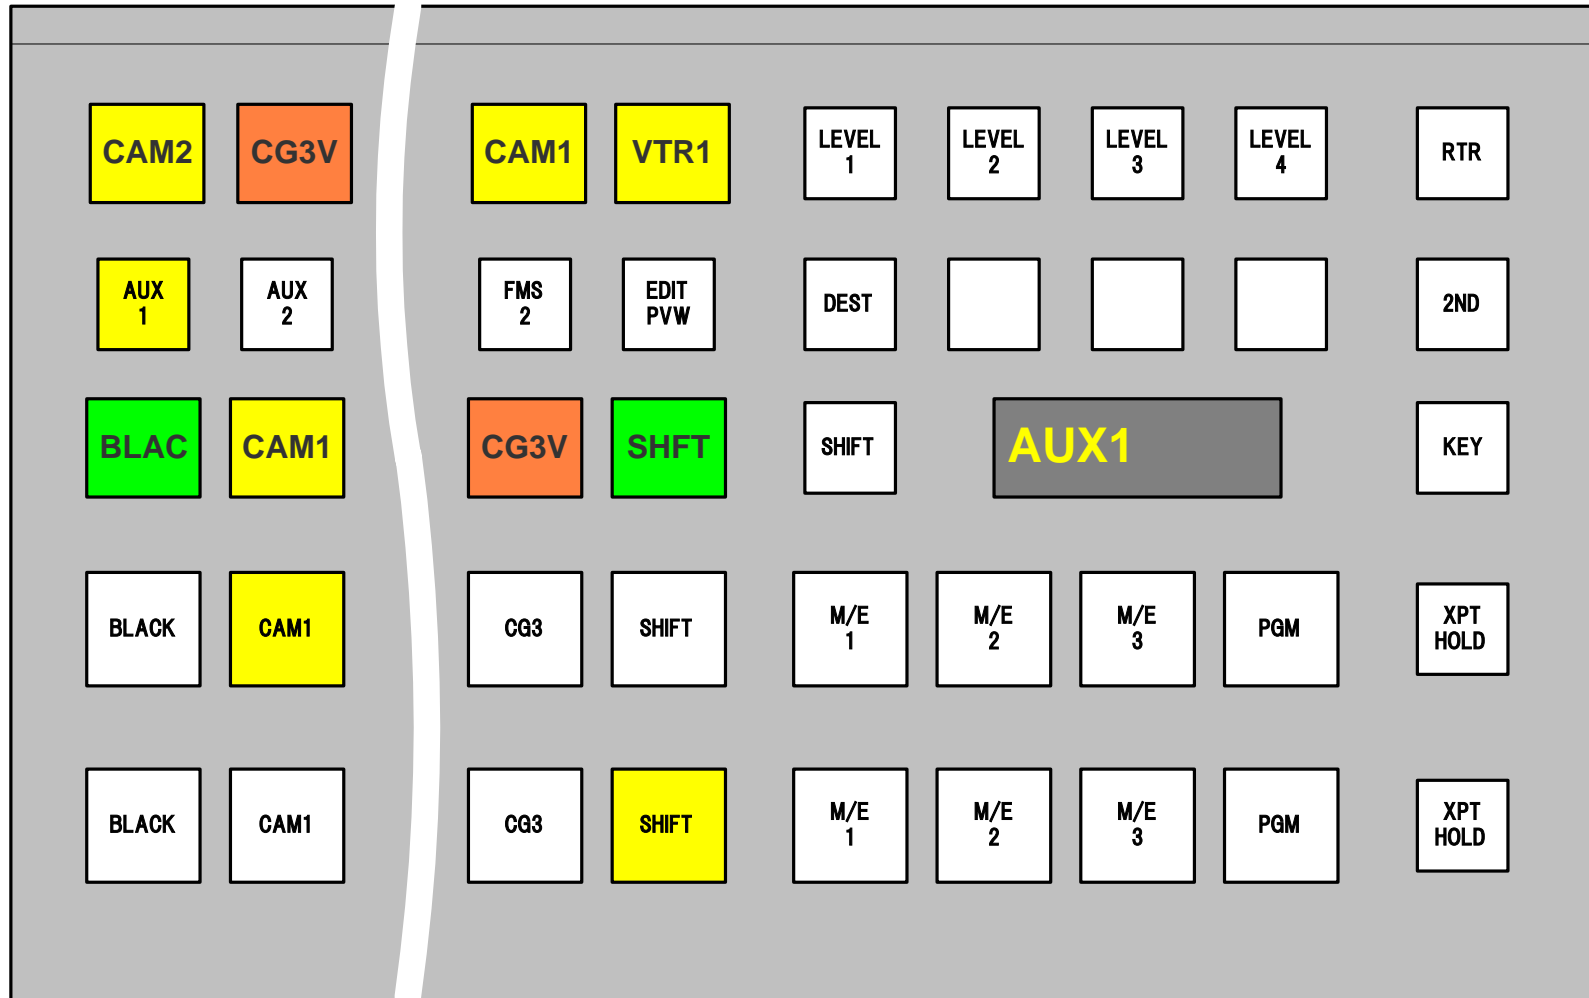 CAM2 CG3V CAM1 VTR1 LEVEL 1 LEVEL 2 LEVEL 3 LEVEL 4 RTR
AUX 1 AUX 2 FMS 2 EDIT PVW DEST 2ND
BLAC CAM1 CG3V SHFT SHIFT AUX1 KEY
BLACK CAM1 CG3 SHIFT M/E 1 M/E 2 M/E 3 PGM XPT HOLD
BLACK CAM1 CG3 SHIFT M/E 1 M/E 2 M/E 3 PGM XPT HOLD